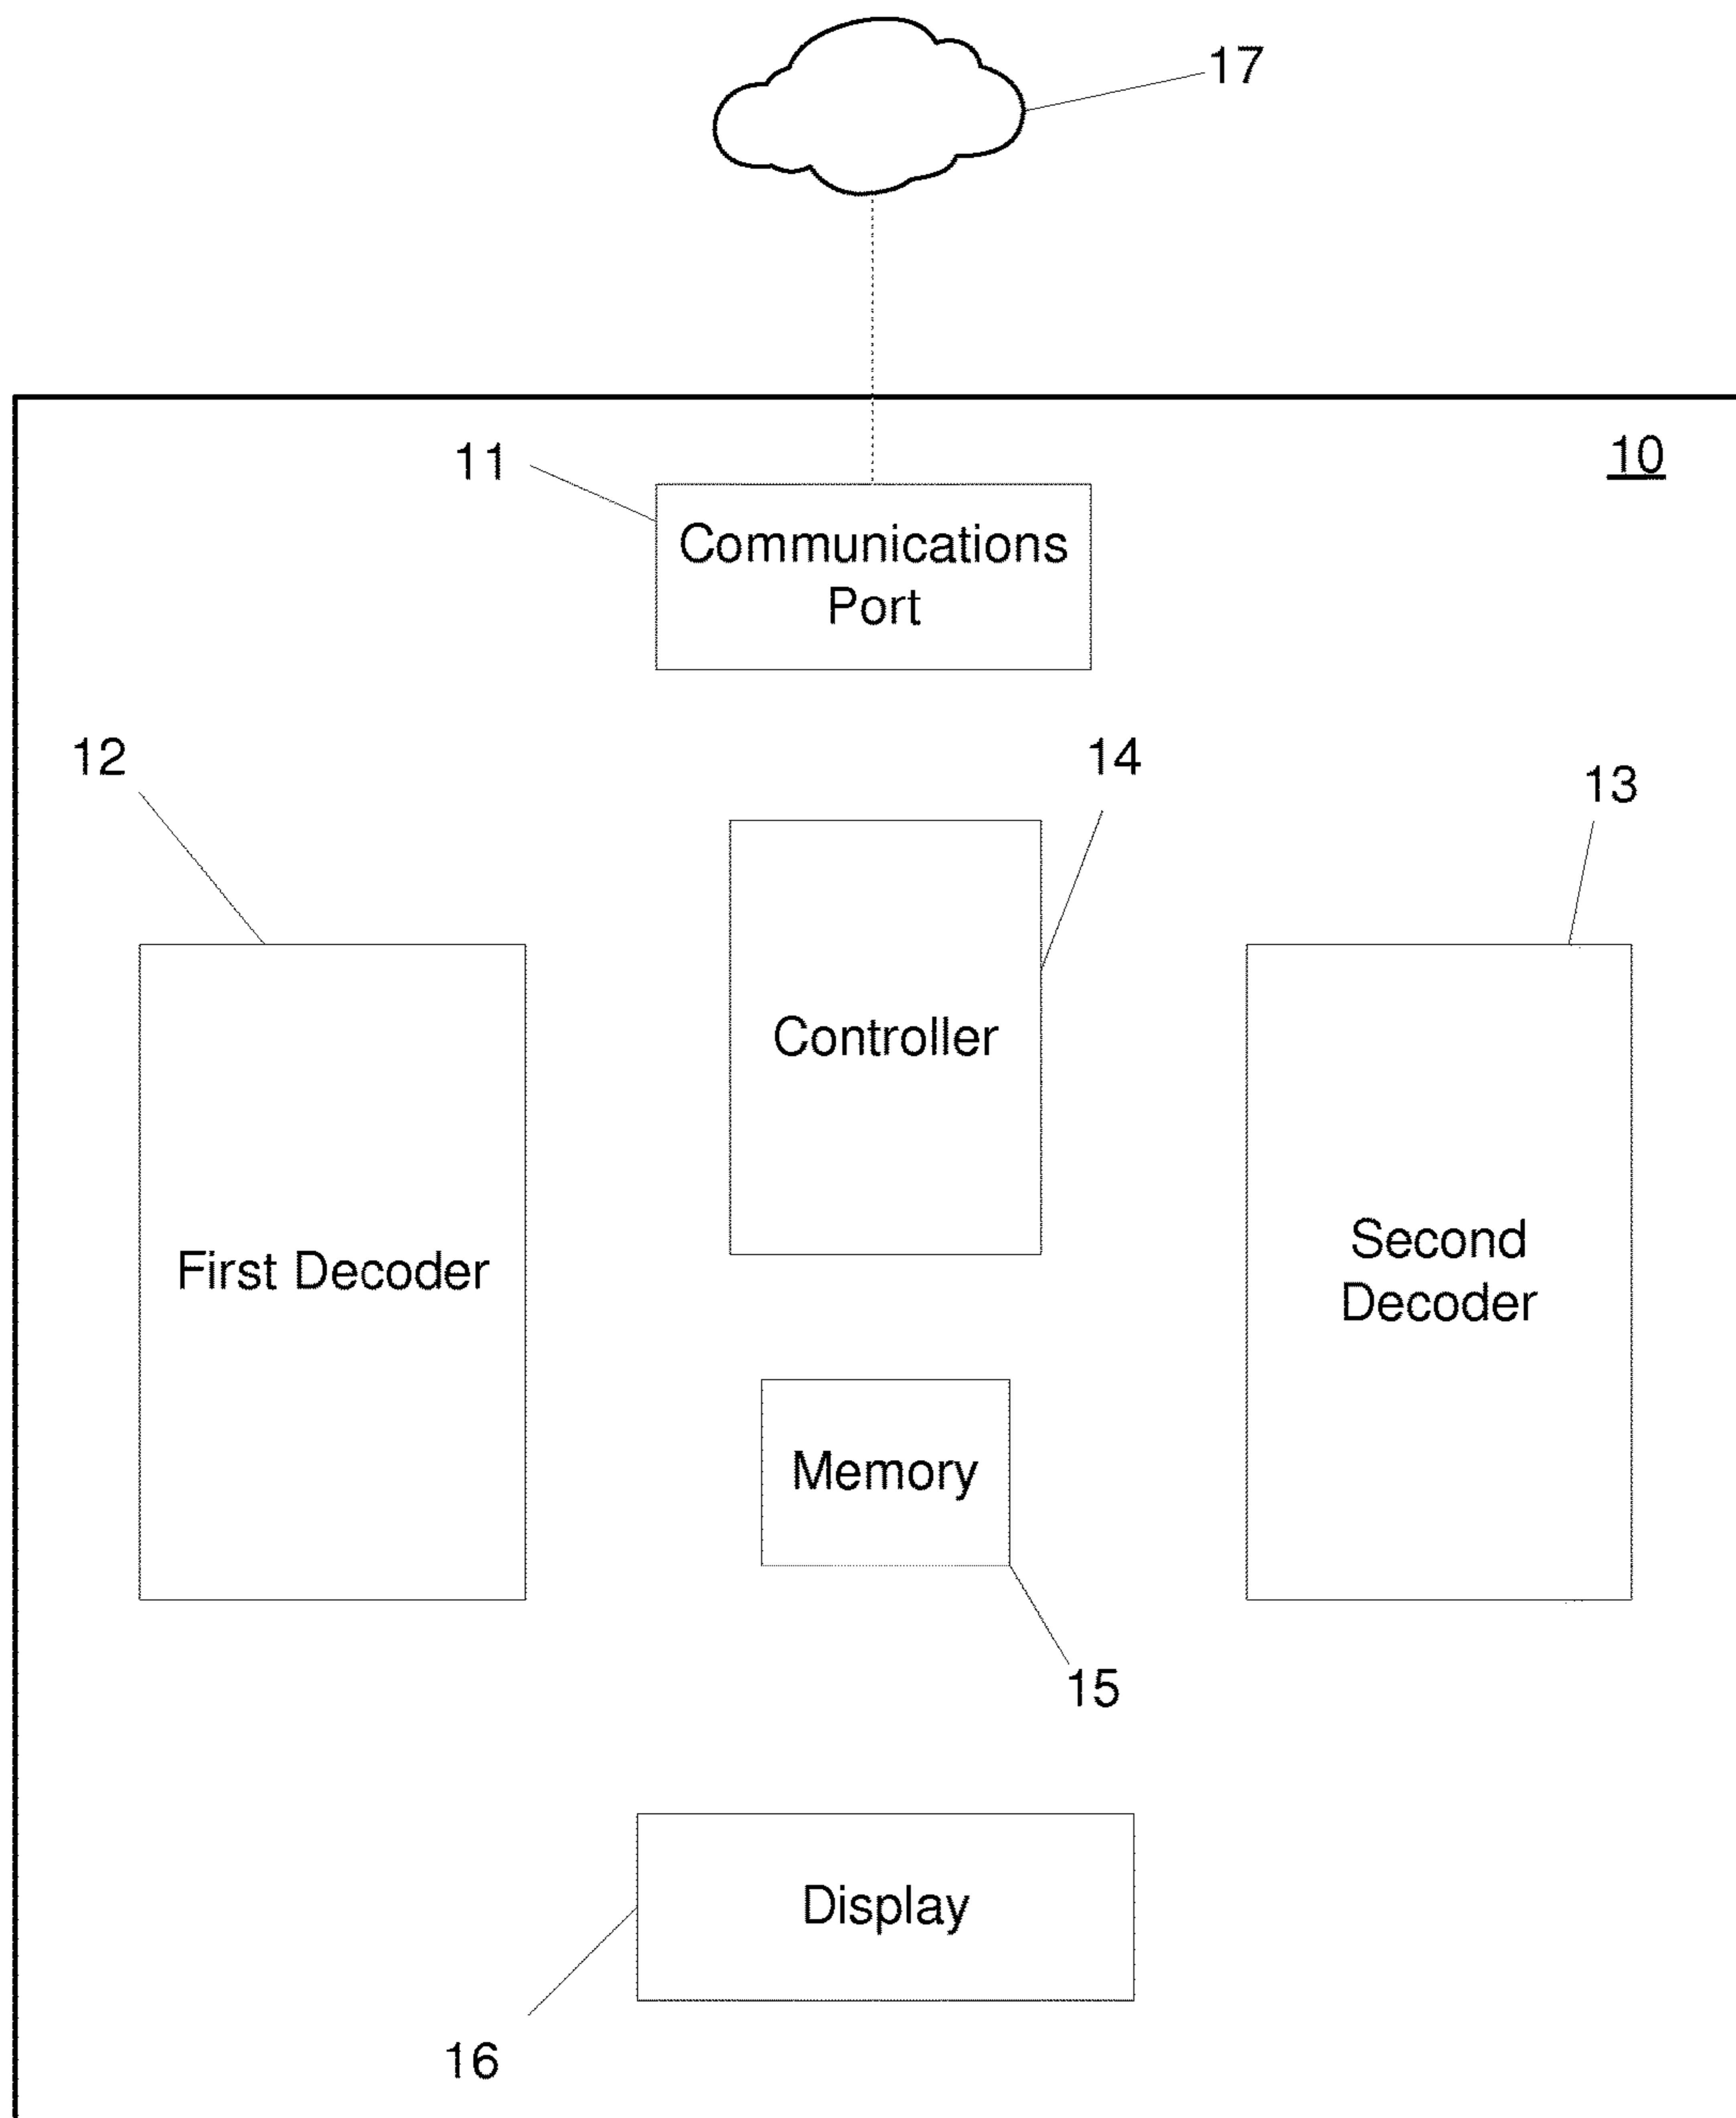 17
10
11
Communications
Port
12
14
13
Controller
First Decoder
Second
Decoder
Memory
15
Display
16